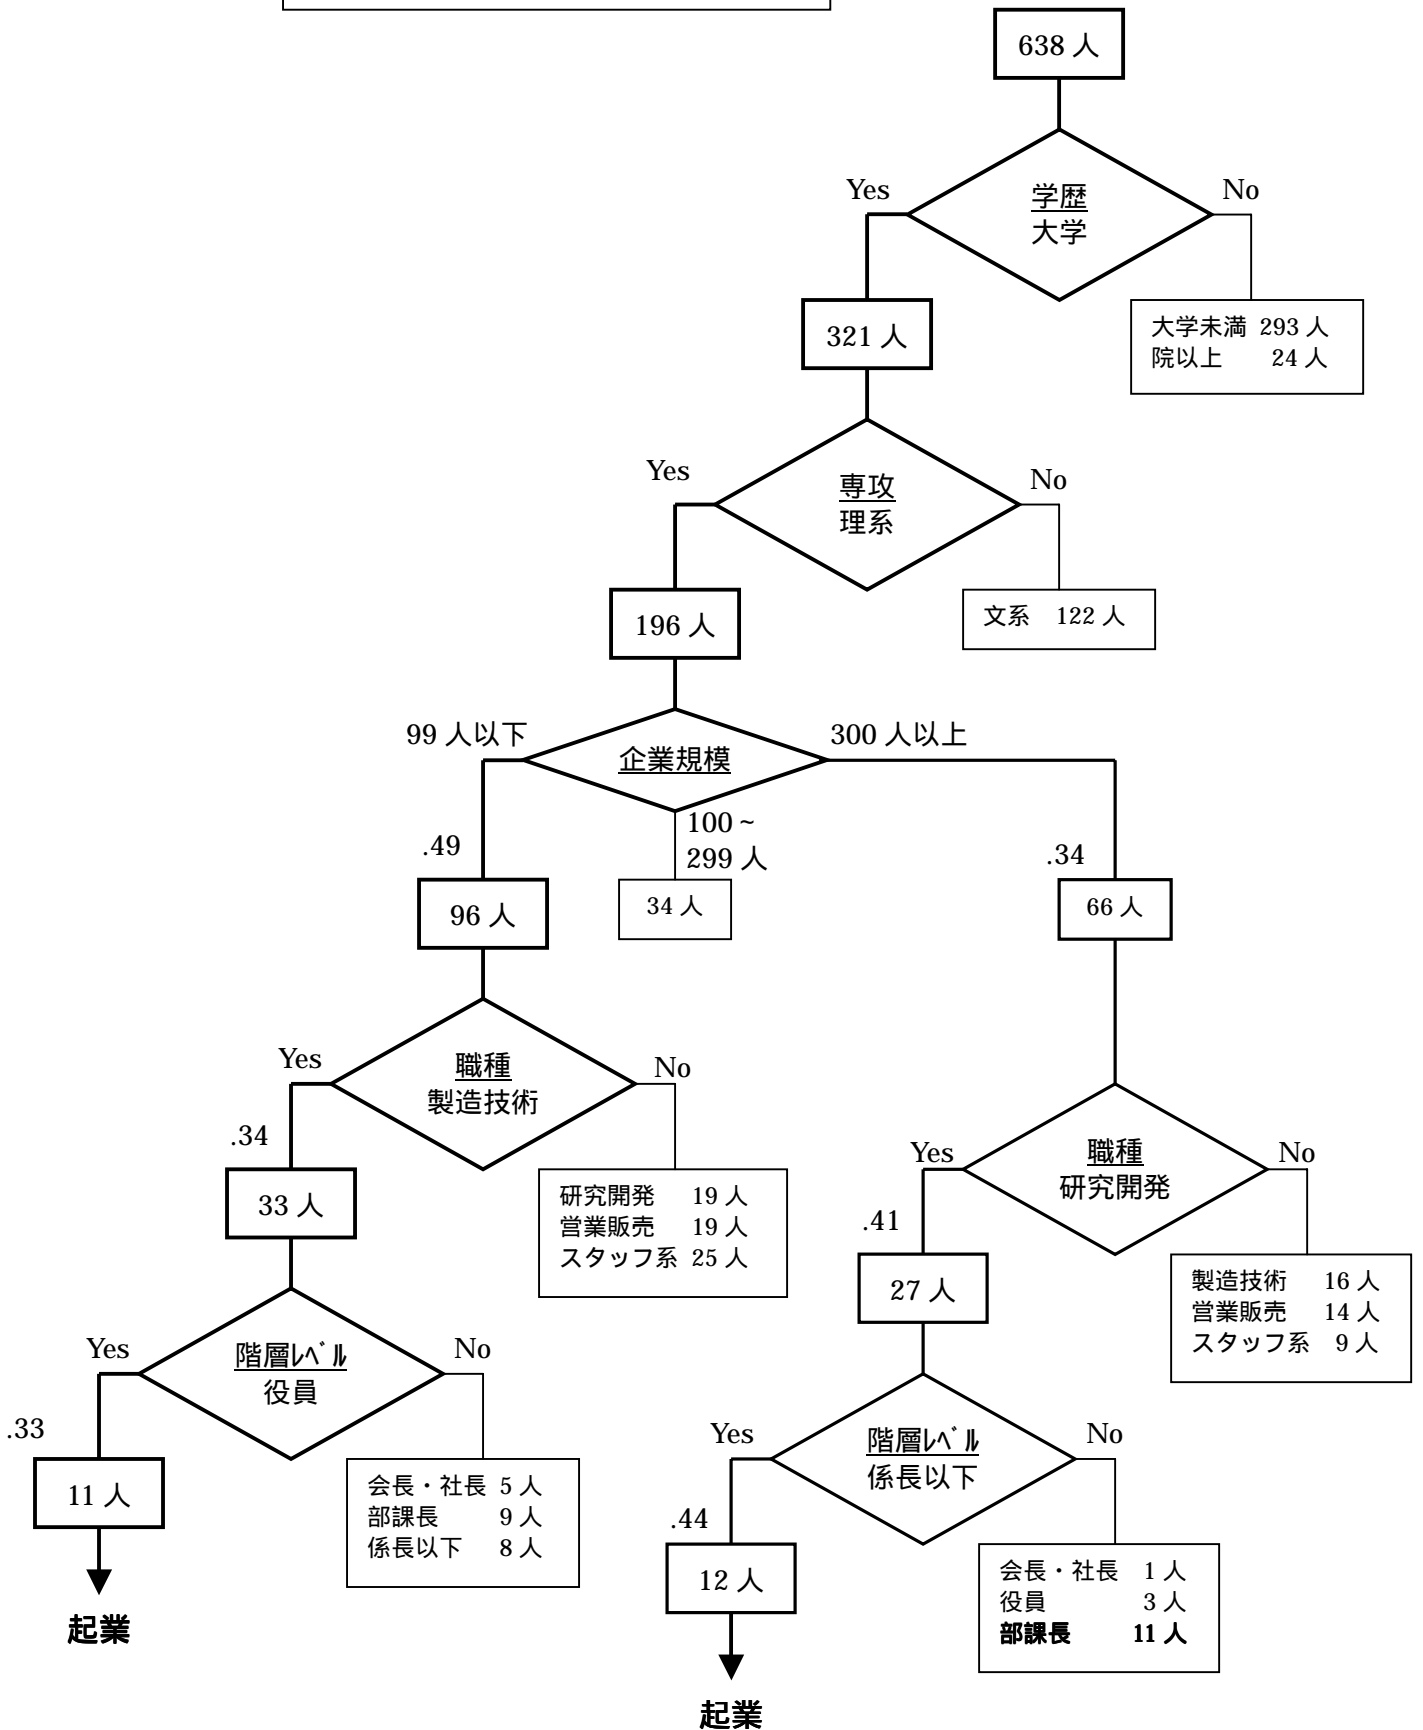 638 人
Yes
学歴
大学
No
321 人
大学未満 293 人
院以上 24 人
Yes
専攻
理系
No
196 人
文系 122 人
99 人以下
企業規模
300 人以上
100~
299 人
.49
.34
96 人
34 人
66 人
Yes
職種
製造技術
No
.34
33 人
研究開発 19 人
営業販売 19 人
スタッフ系 25 人
Yes
職種
研究開発
No
.41
27 人
製造技術 16 人
営業販売 14 人
スタッフ系 9 人
Yes
階層ﾚﾍﾞﾙ
役員
No
.33
11 人
会長・社長 5 人
部課長 9 人
係長以下 8 人
起業
Yes
階層ﾚﾍﾞﾙ
係長以下
No
.44
12 人
会長・社長 1 人
役員 3 人
部課長 11 人
起業